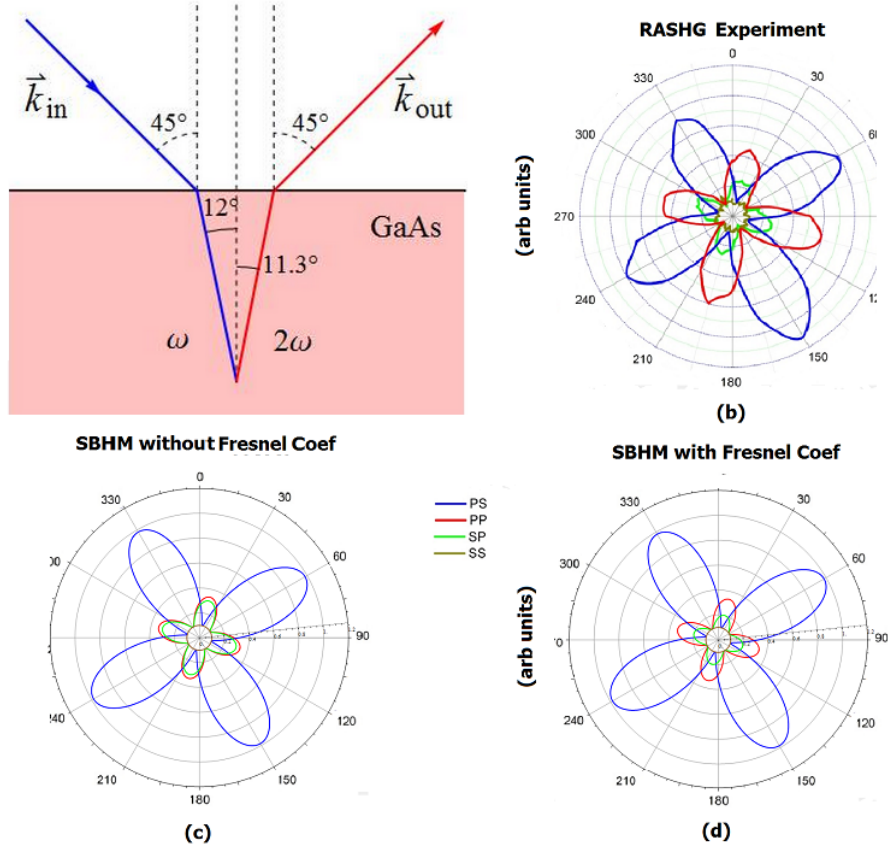 k in
45°
45°
k out
12°
GaAs
11.3°
ω
2ω
RASHG Experiment
0
330
30
300
60
270
240
210
150
180
(arb units)
(b)
SBHM without Fresnel Coef
0
330
30
60
90
240
120
210
150
180
(c)
PS
PP
SP
SS
SBHM with Fresnel Coef
0
330
30
300
60
90
240
120
210
150
180
(arb units)
(d)